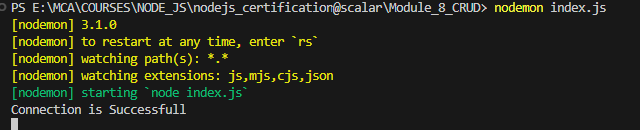 PS E:\MCA\COURSES\NODE_JS\nodejs_certification@scalar\Module_8_CRUD> nodemon index.js
[nodemon] 3.1.0
[nodemon] to restart at any time, enter `rs`
[nodemon] watching path(s): *.*
[nodemon] watching extensions: js,mjs,cjs,json
[nodemon] starting `node index.js`
Connection is Successfull